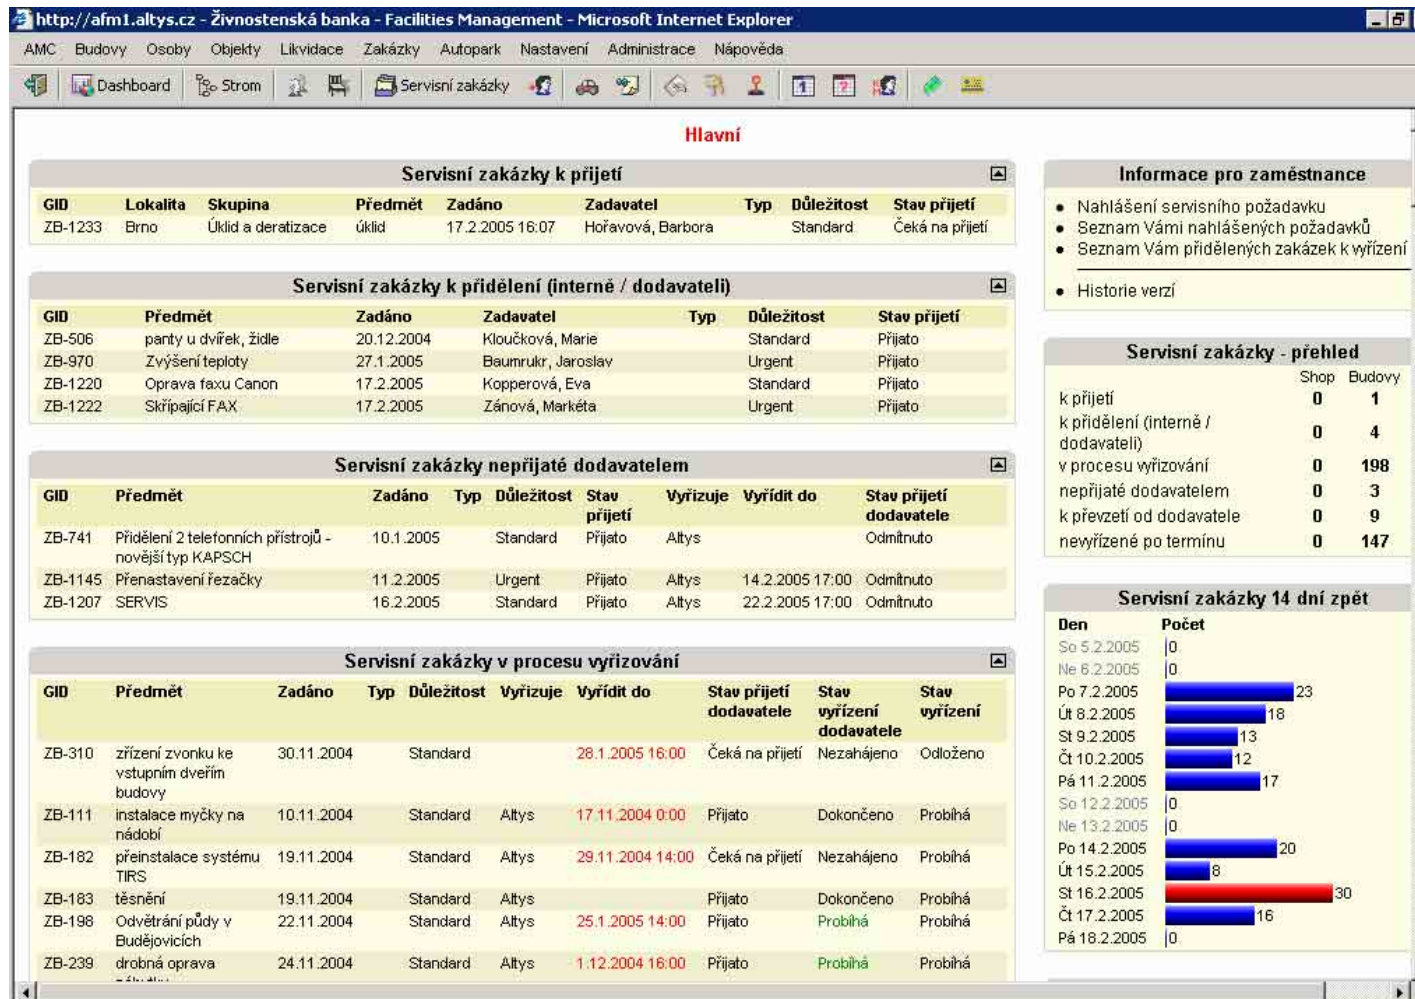 http://afm1.altys.cz - Živnostenská banka - Facilities Management - Microsoft Internet Explorer
AMC Budovy Osoby Objekty Likvidace Zakázky Autopark Nastavení Administrace Nápověda
Dashboard Strom Servisní zakázky
Hlavní
Servisní zakázky k přijetí
GID Lokalita Skupina Předmět Zadáno Zadavatel Typ Důležitost Stav přijetí
ZB-1233 Brno Úklid a deratizace úklid 17.2.2005 16:07 Hořavová, Barbora Standard Čeká na přijetí
Servisní zakázky k přidělení (interně / dodavateli)
GID Předmět Zadáno Zadavatel Typ Důležitost Stav přijetí
ZB-506 panty u dvířek, židle 20.12.2004 Kloučková, Marie Standard Přijato
ZB-970 Zvýšení teploty 27.1.2005 Baumrukr, Jaroslav Urgent Přijato
ZB-1220 Oprava faxu Canon 17.2.2005 Kopperová, Eva Standard Přijato
ZB-1222 Skřípající FAX 17.2.2005 Zánová, Markéta Urgent Přijato
Servisní zakázky nepřijaté dodavatelem
GID Předmět Zadáno Typ Důležitost Stav přijetí Vyřizuje Vyřídit do Stav přijetí dodavatele
ZB-741 Přidělení 2 telefonních přístrojů - 10.1.2005 Standard Přijato Altys Odmítnuto
novější typ KAPSCH
ZB-1145 Přenastavení řezačky 11.2.2005 Urgent Přijato Altys 14.2.2005 17:00 Odmítnuto
ZB-1207 SERVIS 16.2.2005 Standard Přijato Altys 22.2.2005 17:00 Odmítnuto
Servisní zakázky v procesu vyřizování
GID Předmět Zadáno Typ Důležitost Vyřizuje Vyřídit do Stav přijetí dodavatele Stav vyřízení dodavatele Stav vyřízení
ZB-310 zřízení zvonku ke 30.11.2004 Standard 28.1.2005 16:00 Čeká na přijetí Nezahájeno Odloženo
vstupním dveřím
budovy
ZB-111 instalace myčky na 10.11.2004 Standard Altys 17.11.2004 0:00 Přijato Dokončeno Probíhá
nádobí
ZB-182 přeinstalace systému 19.11.2004 Standard Altys 29.11.2004 14:00 Čeká na přijetí Nezahájeno Probíhá
TIRS
ZB-183 těsnění 19.11.2004 Standard Altys Přijato Dokončeno Probíhá
ZB-198 Odvětrání půdy v 22.11.2004 Standard Altys 25.1.2005 14:00 Přijato Probíhá Probíhá
Budějovicích
ZB-239 drobná oprava 24.11.2004 Standard Altys 1.12.2004 16:00 Přijato Probíhá Probíhá
Informace pro zaměstnance
• Nahlášení servisního požadavku
• Seznam Vámi nahlášených požadavků
• Seznam Vám přidělených zakázek k vyřízení
• Historie verzí
Servisní zakázky - přehled
Shop Budovy
k přijetí 0 1
k přidělení (interně /
dodavateli) 0 4
v procesu vyřizování 0 198
nepřijaté dodavatelem 0 3
k převzetí od dodavatele 0 9
nevyřízené po termínu 0 147
Servisní zakázky 14 dní zpět
Den Počet
So 5.2.2005 0
Ne 6.2.2005 0
Po 7.2.2005 23
Út 8.2.2005 18
St 9.2.2005 13
Čt 10.2.2005 12
Pá 11.2.2005 17
So 12.2.2005 0
Ne 13.2.2005 0
Po 14.2.2005 20
Út 15.2.2005 8
St 16.2.2005 30
Čt 17.2.2005 16
Pá 18.2.2005 0